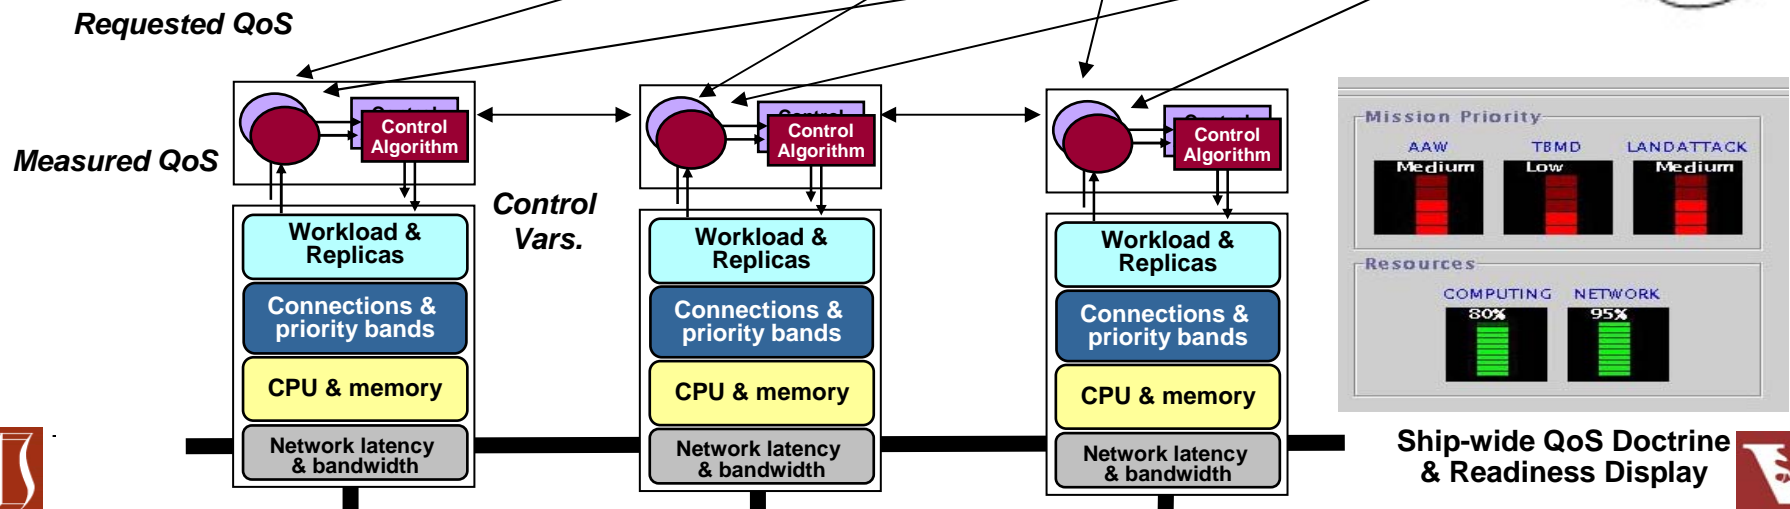 Requested QoS
Measured QoS
Control
Algorithm
Control
Control
Vars.
Workload &
Replicas
Connections &
priority bands
CPU & memory
Network latency
& bandwidth
Control
Algorithm
Control
Workload &
Replicas
Connections &
priority bands
CPU & memory
Network latency
& bandwidth
Control
Algorithm
Control
Workload &
Replicas
Connections &
priority bands
CPU & memory
Network latency
& bandwidth
Mission Priority
AAW TBMD LANDATTACK
Medium Low Medium
Resources
COMPUTING NETWORK
80% 95%
Ship-wide QoS Doctrine
& Readiness Display